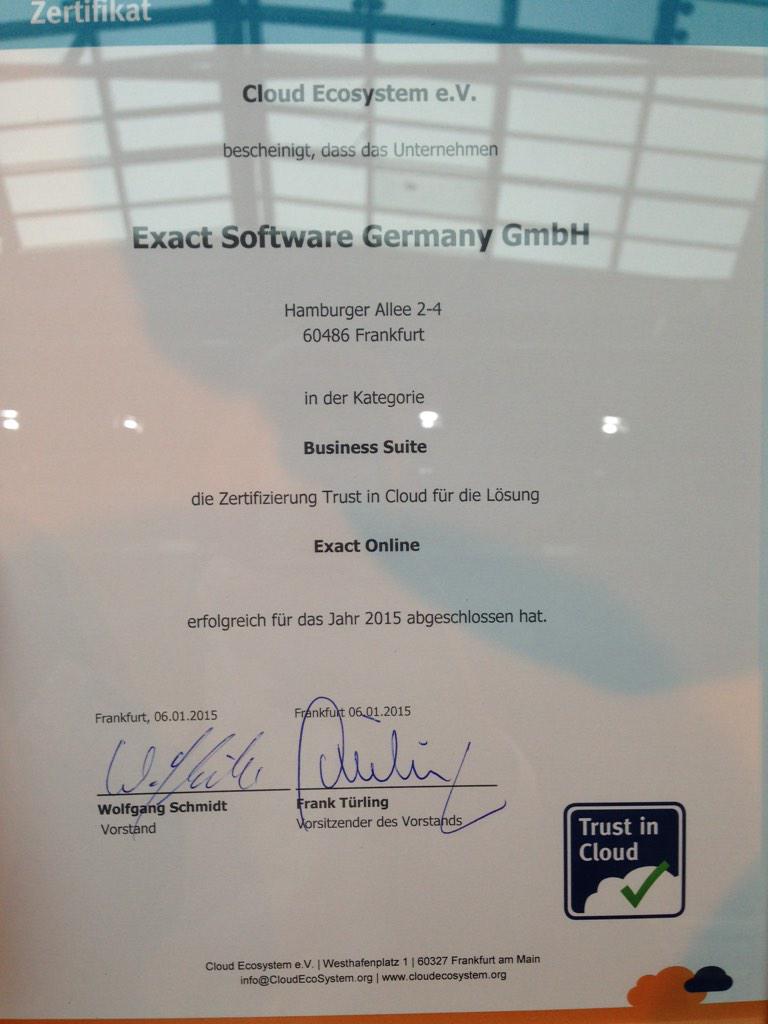 Zertifikat
Cloud Ecosystem e.V.
bescheinigt, dass das Unternehmen
Exact Software Germany GmbH
Hamburger Allee 2-4
60486 Frankfurt
in der Kategorie
Business Suite
die Zertifizierung Trust in Cloud für die Lösung
Exact Online
erfolgreich für das Jahr 2015 abgeschlossen hat.
Frankfurt, 06.01.2015
Wolfgang Schmidt
Vorstand
Frankfurt 06.01.2015
Frank Türling
Vorsitzender des Vorstands
Trust in
Cloud
Cloud Ecosystem e.V. | Westhafenplatz 1 | 60327 Frankfurt am Main
info@CloudEcoSystem.org | www.cloudecosystem.org